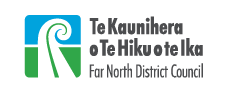 Te Kaunihera
o Te Hiku o te Ika
Far North District Council